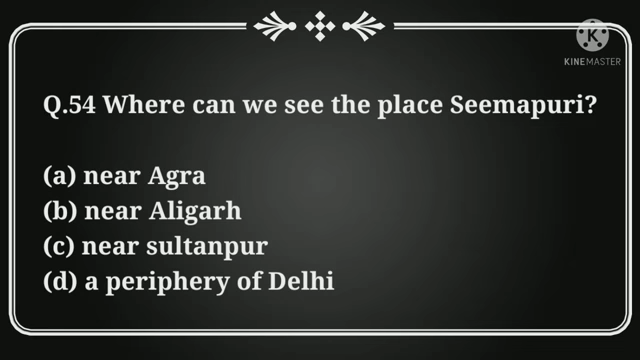 K
KINEMASTER
Q.54 Where can we see the place Seemapuri?
(a) near Agra
(b) near Aligarh
(c) near sultanpur
(d) a periphery of Delhi